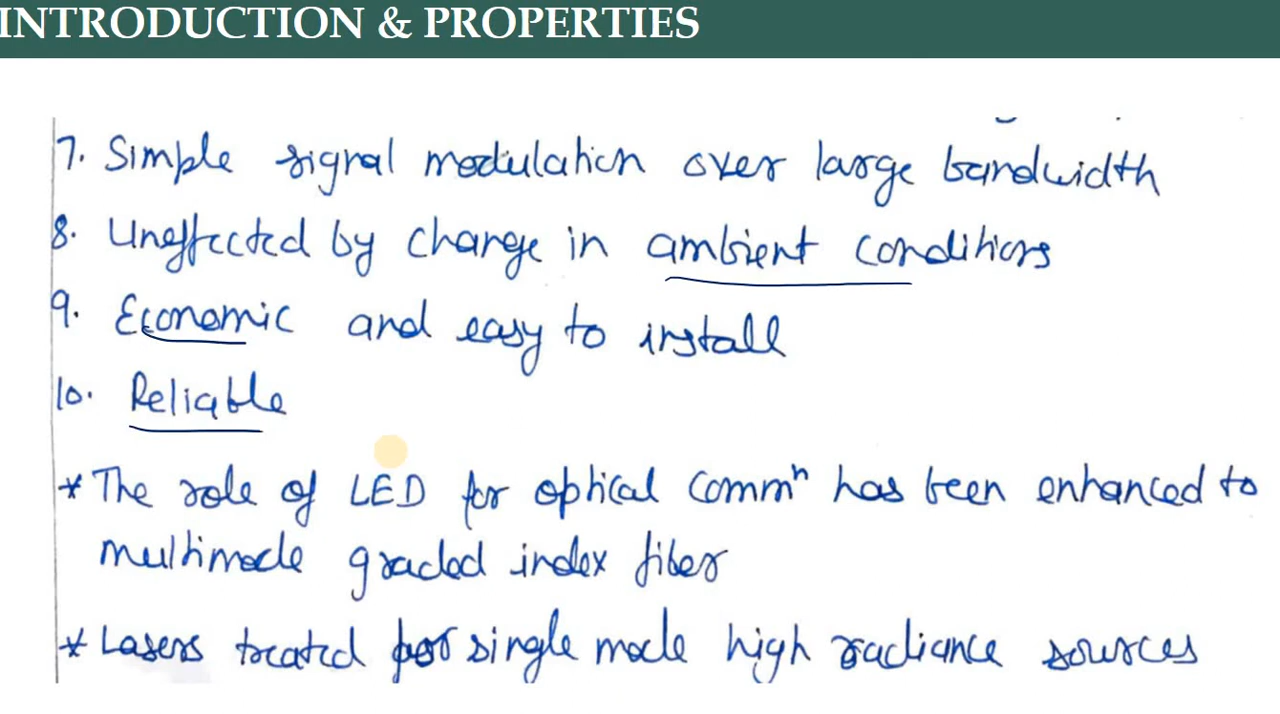 INTRODUCTION & PROPERTIES
7. Simple signal modulation over large bandwidth
8. Uneffected by change in ambient conditions
9. Economic and easy to install
10. Reliable
* The role of LED for optical commⁿ has been enhanced to
multimode graded index fiber
* Lasers treated for single mode high radiance sources